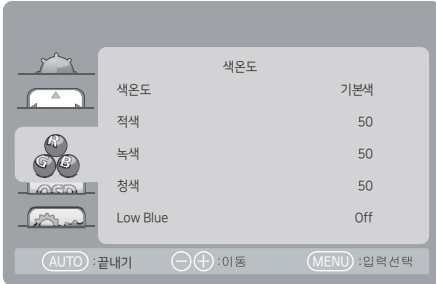 색온도
색온도 기본색
적색 50
녹색 50
청색 50
Low Blue Off
R
G B
OSD
AUTO : 끝내기 −+ :이동 MENU :입력선택